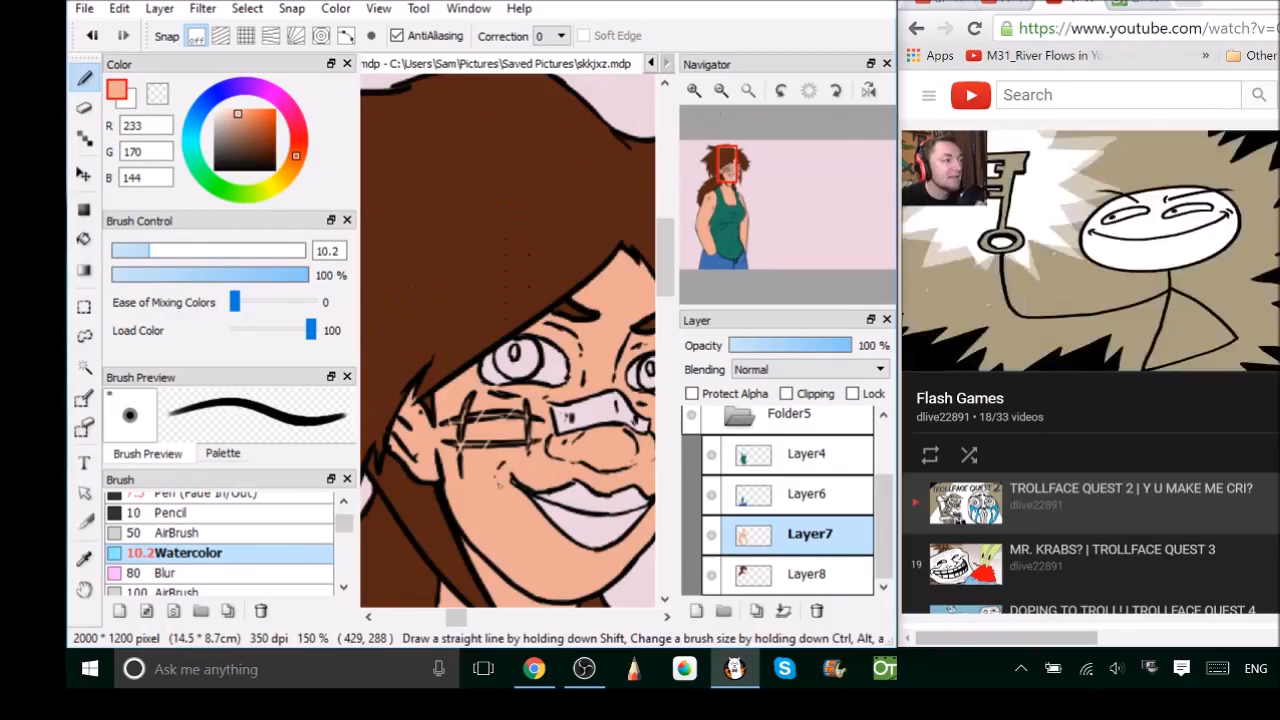 File Edit Layer Filter Select Snap Color View Tool Window Help
Snap off AntiAliasing Correction 0 Soft Edge
Color
mdp - C:\Users\Sam\Pictures\Saved Pictures\skkjxz.mdp
Navigator
R 233
G 170
B 144
Brush Control
10.2
100 %
Ease of Mixing Colors 0
Load Color 100
Brush Preview
Brush Preview Palette
Brush
7.5 Pen (Fade In/Out)
10 Pencil
50 AirBrush
10.2 Watercolor
80 Blur
100 AirBrush
Layer
Opacity 100 %
Blending Normal
Protect Alpha Clipping Lock
Folder5
Layer4
Layer6
Layer7
Layer8
2000 * 1200 pixel (14.5 * 8.7cm) 350 dpi 150 % ( 429, 288 ) Draw a straight line by holding down Shift, Change a brush size by holding down Ctrl, Alt, a
https://www.youtube.com/watch?v=
Apps M31_River Flows in Y » Other
Search
Flash Games
dlive22891 • 18/33 videos
TROLLFACE QUEST 2 | Y U MAKE ME CRI?
dlive22891
19 MR. KRABS? | TROLLFACE QUEST 3
dlive22891
DOPING TO TROLL! | TROLLFACE QUEST 4
Ask me anything
ENG